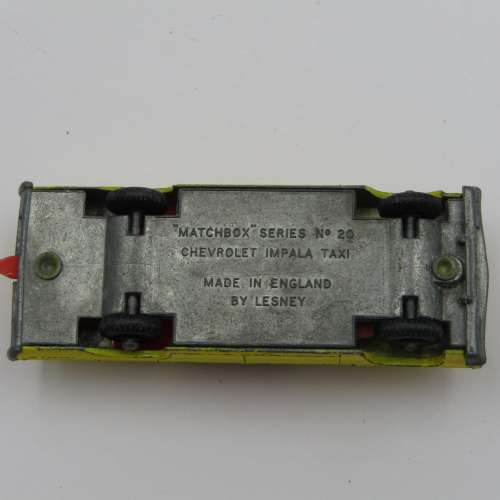 "MATCHBOX" SERIES Nº 20
CHEVROLET IMPALA TAXI
MADE IN ENGLAND
BY LESNEY